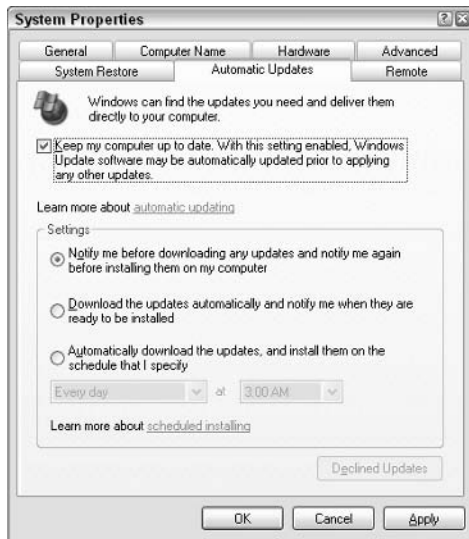 System Properties
General Computer Name Hardware Advanced
System Restore Automatic Updates Remote
Windows can find the updates you need and deliver them
directly to your computer.
Keep my computer up to date. With this setting enabled, Windows
Update software may be automatically updated prior to applying
any other updates.
Learn more about automatic updating
Settings
Notify me before downloading any updates and notify me again
before installing them on my computer
Download the updates automatically and notify me when they are
ready to be installed
Automatically download the updates, and install them on the
schedule that I specify
Every day at 3:00 AM
Learn more about scheduled installing
Declined Updates
OK Cancel Apply